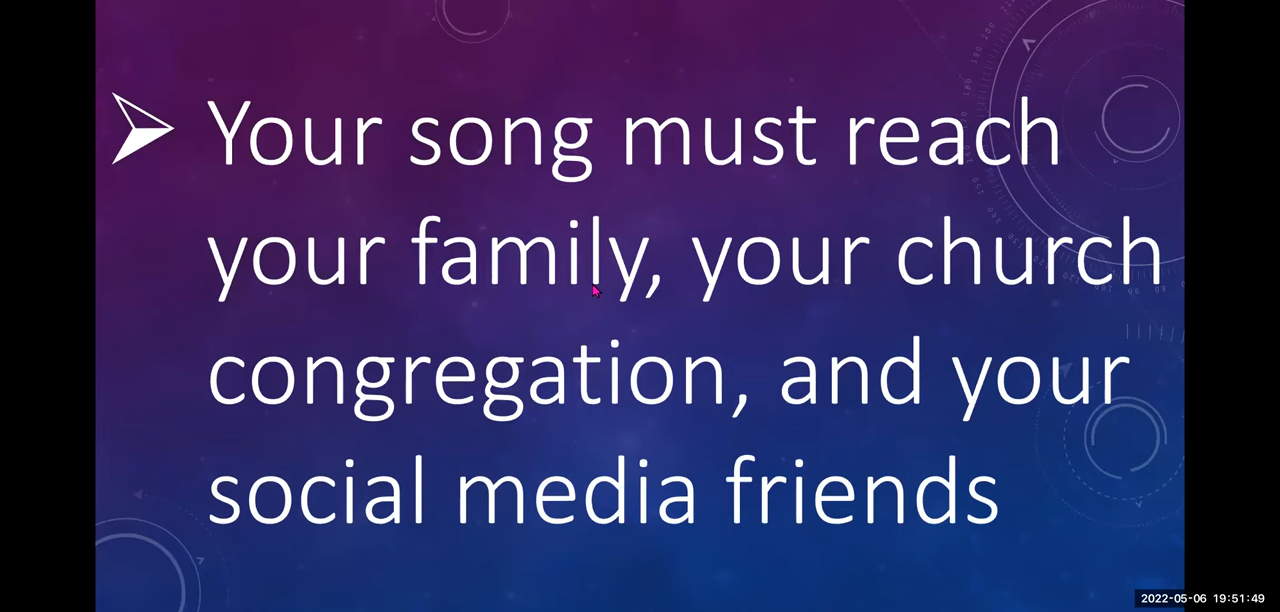 Your song must reach
your family, your church
congregation, and your
social media friends
2022-05-06 19:51:49